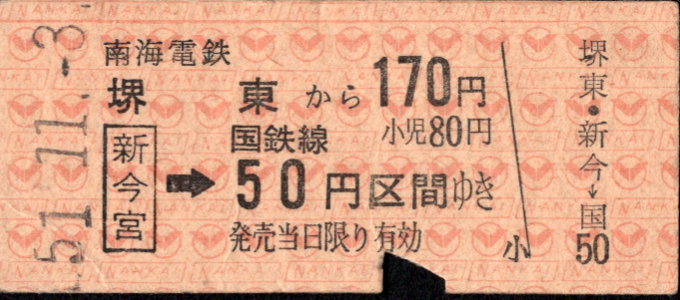 51.11.-3.
南海電鉄
堺東から170円
小児80円
新今宮
➡
国鉄線
50円区間ゆき
発売当日限り有効
小
堺東・新今→国
50
NANKAI